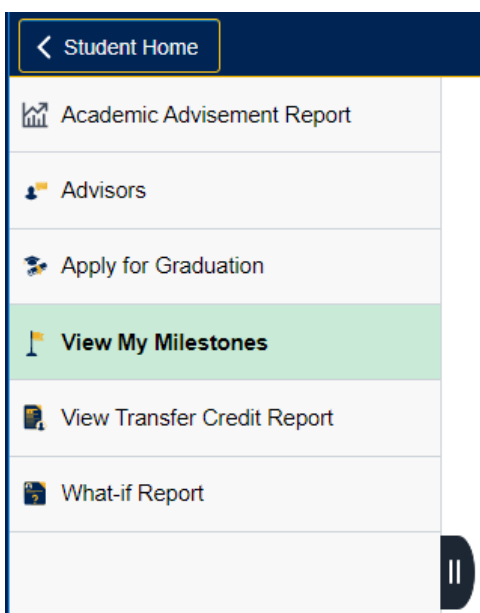 Student Home
Academic Advisement Report
Advisors
Apply for Graduation
View My Milestones
View Transfer Credit Report
What-if Report